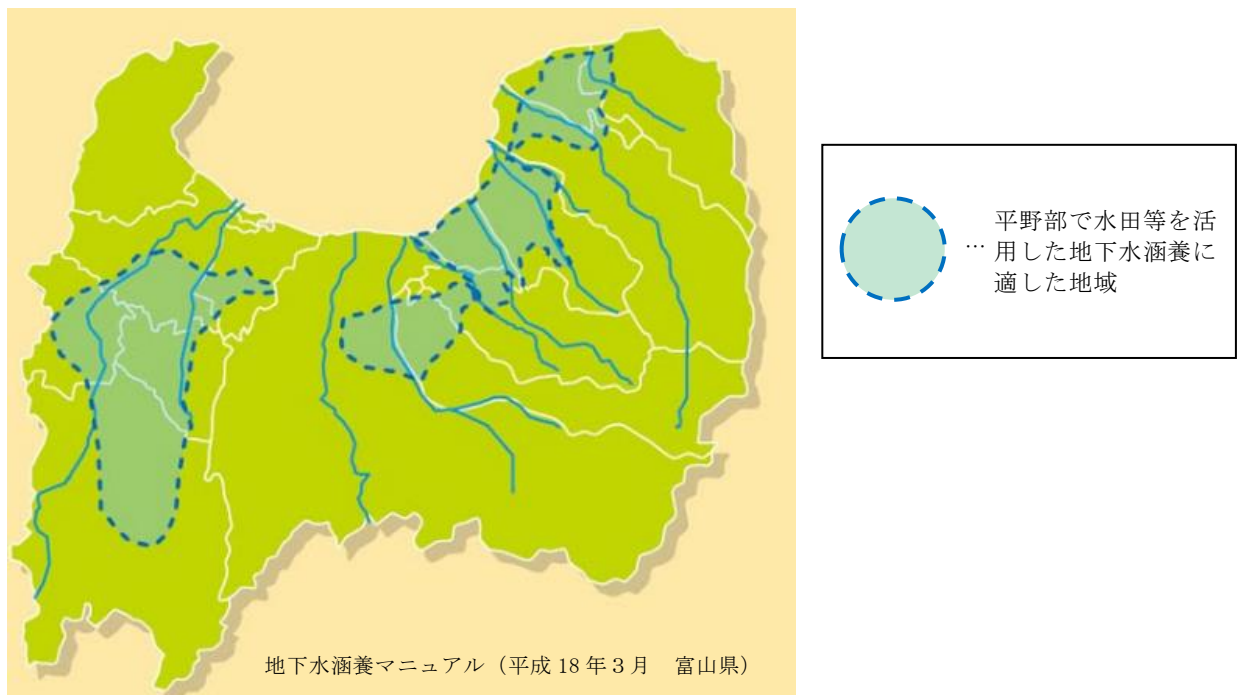 … 平野部で水田等を活
用した地下水涵養に
適した地域
地下水涵養マニュアル（平成 18 年３月　富山県）